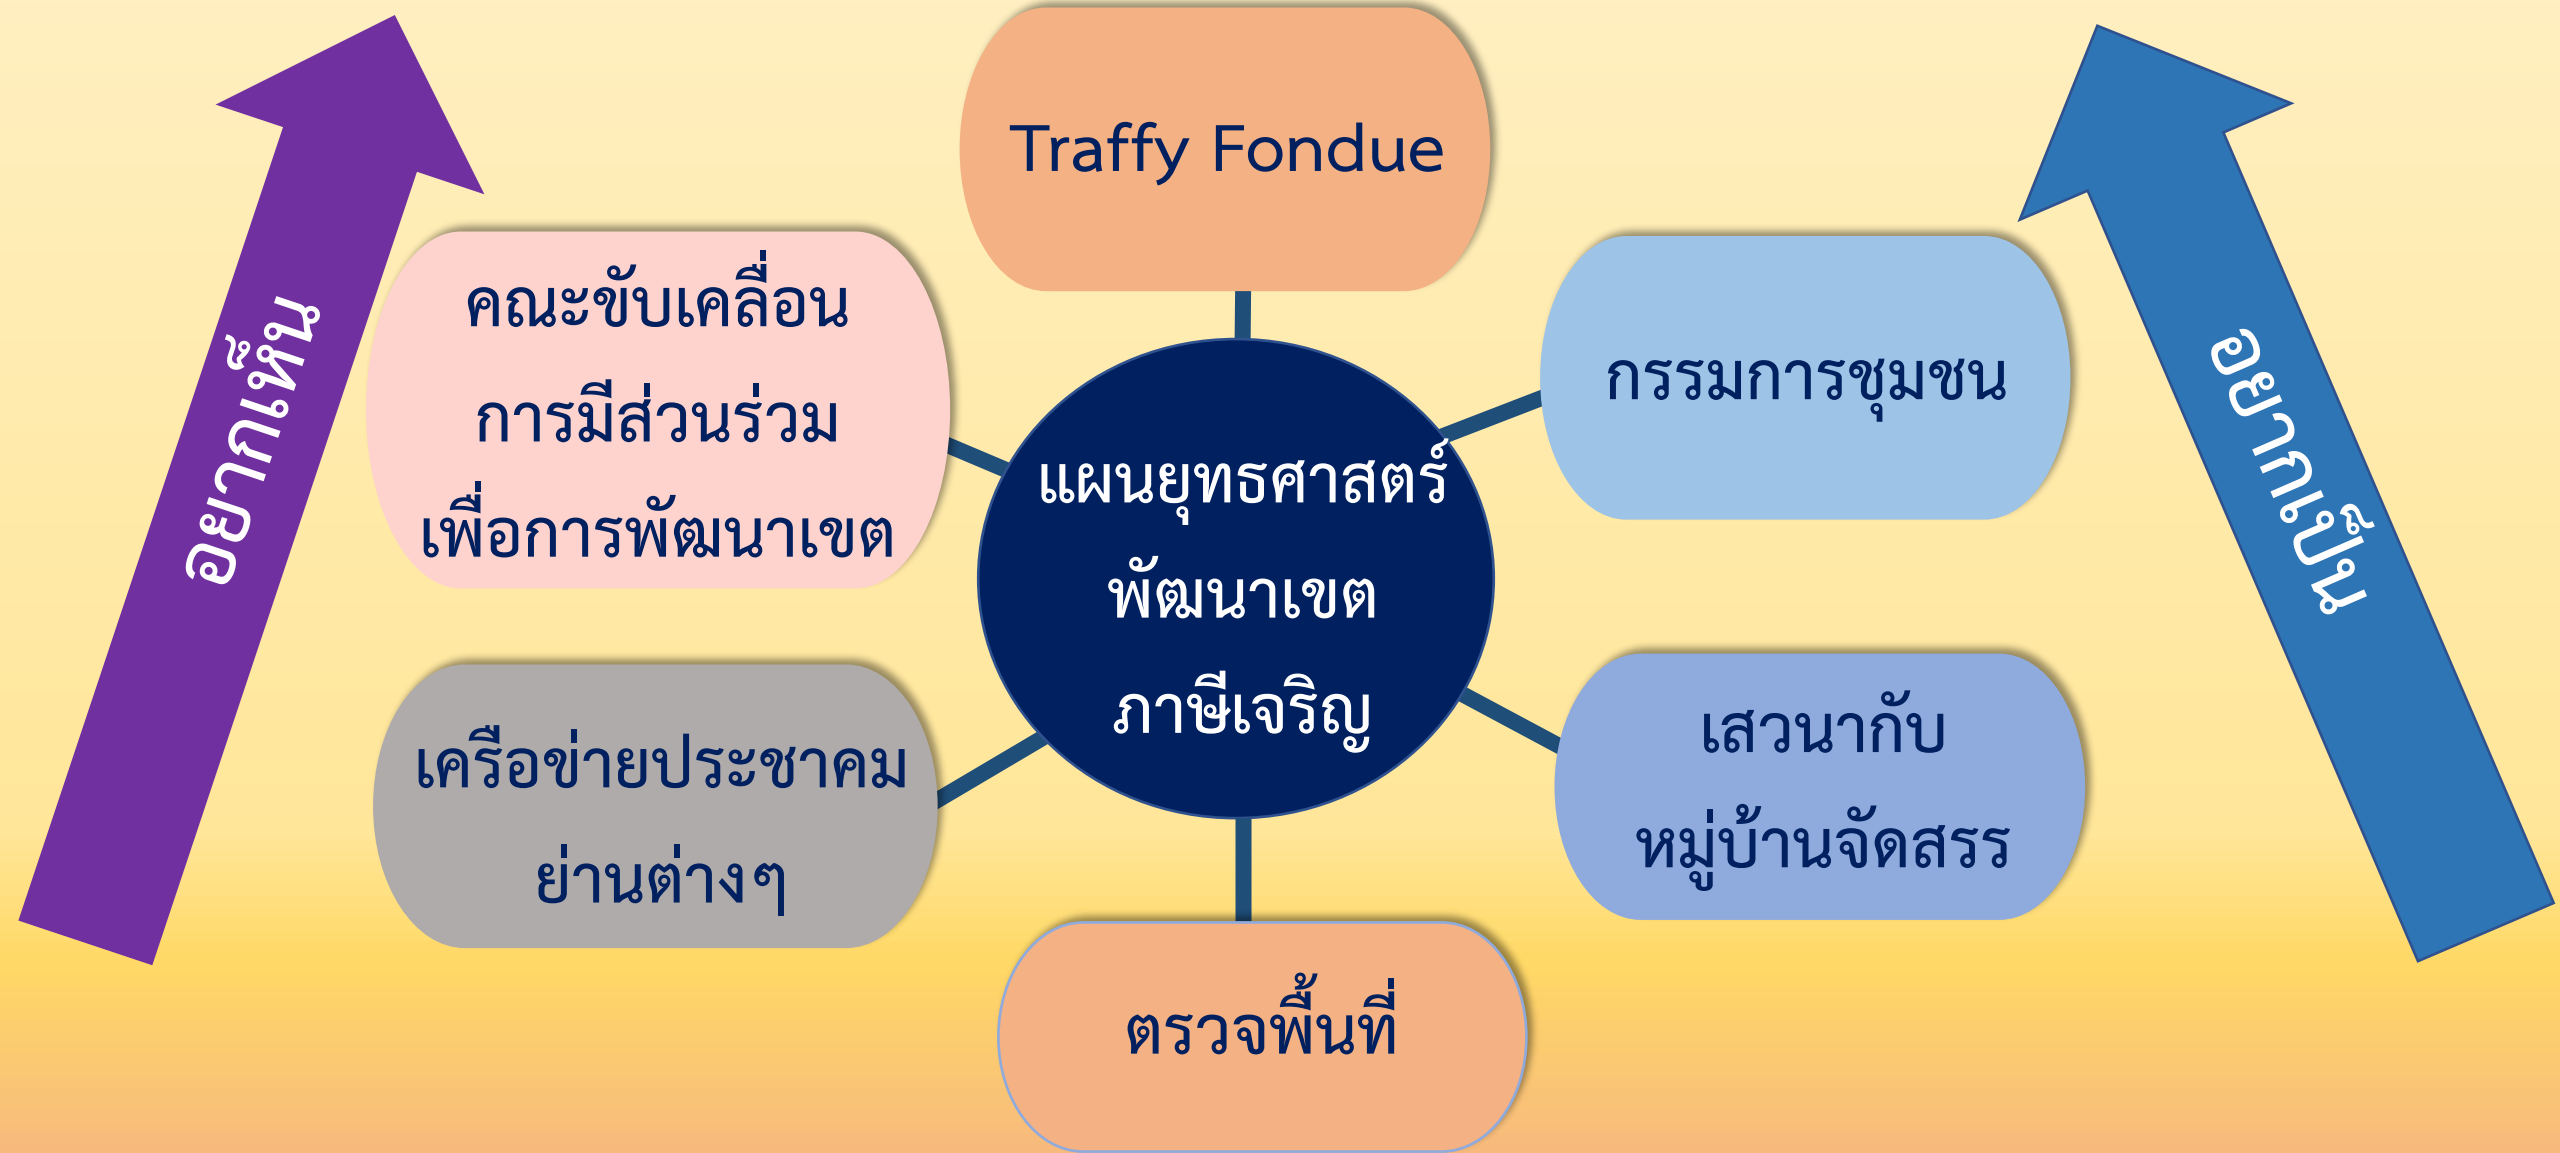 Traffy Fondue
อยากเห็น
คณะขับเคลื่อน
การมีส่วนร่วม
เพื่อการพัฒนาเขต
กรรมการชุมชน
อยากเป็น
แผนยุทธศาสตร์
พัฒนาเขต
ภาษีเจริญ
เครือข่ายประชาคม
ย่านต่างๆ
เสวนากับ
หมู่บ้านจัดสรร
ตรวจพื้นที่